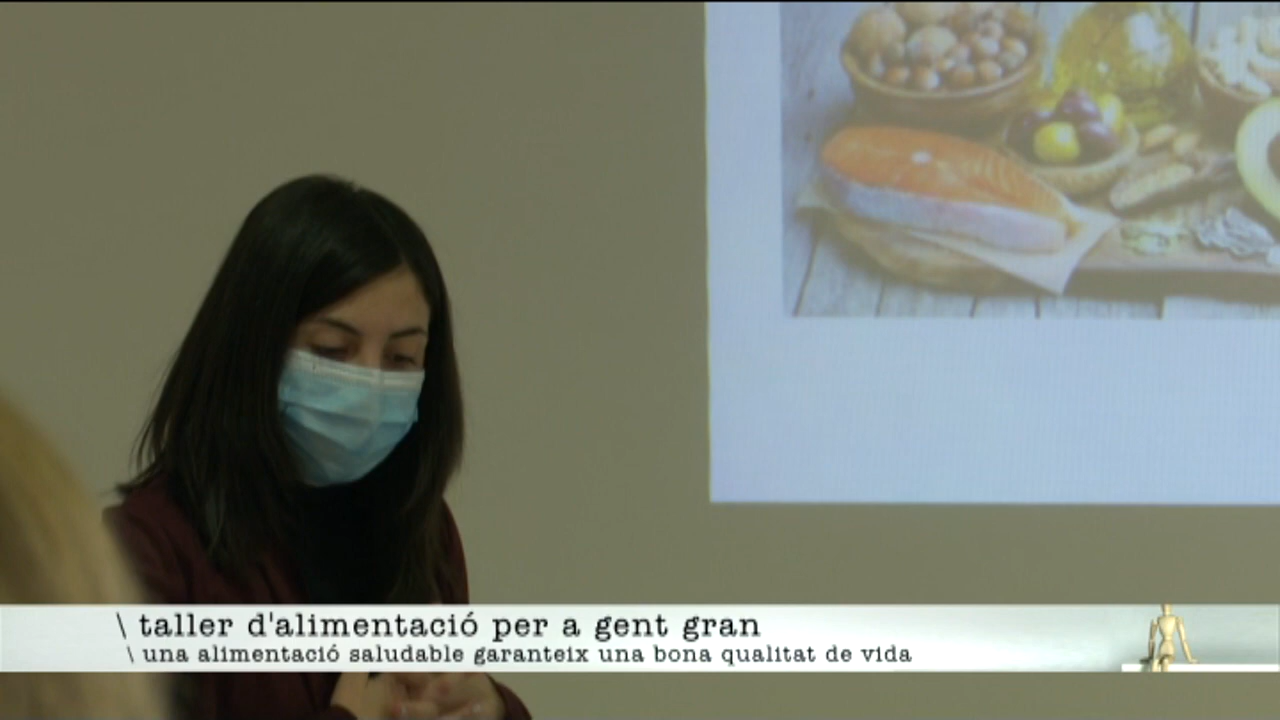 \ taller d'alimentació per a gent gran
\ una alimentació saludable garanteix una bona qualitat de vida